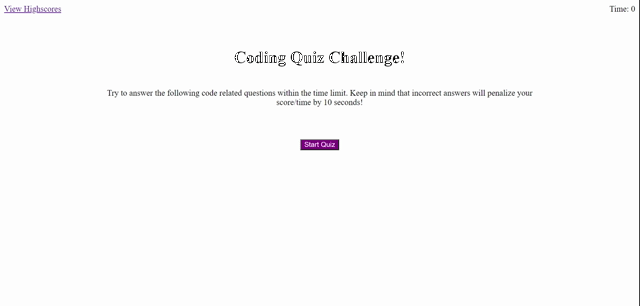 View Highscores
Time: 0
Coding Quiz Challenge!
Try to answer the following code related questions within the time limit. Keep in mind that incorrect answers will penalize your
score/time by 10 seconds!
Start Quiz